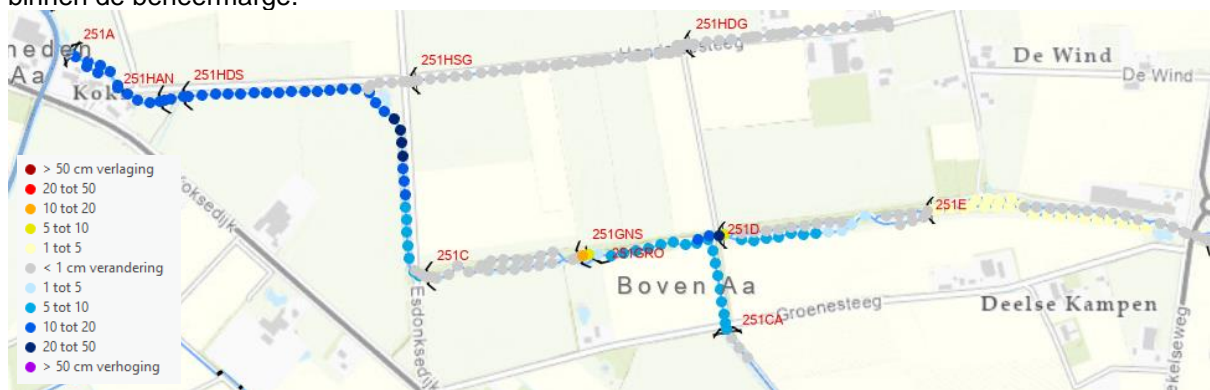 binnen de beheermarge.
251A
neden
Aa
251HAN
251HDS
251HSG
251HDG
De Wind
De Wind
> 50 cm verlaging
20 tot 50
10 tot 20
5 tot 10
1 tot 5
< 1 cm verandering
1 tot 5
5 tot 10
10 tot 20
20 tot 50
> 50 cm verhoging
Koksedijk
Esdonksedijk
251C
251GNS
251GRO
251D
251E
Boven Aa
251CA
Groenesteeg
Deelse Kampen
ekelseweg